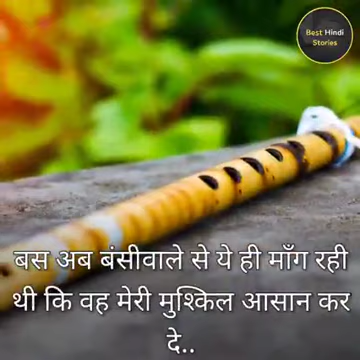 Best Hindi
Stories
बस अब बंसीवाले से ये ही माँग रही
थी कि वह मेरी मुश्किल आसान कर
दे..